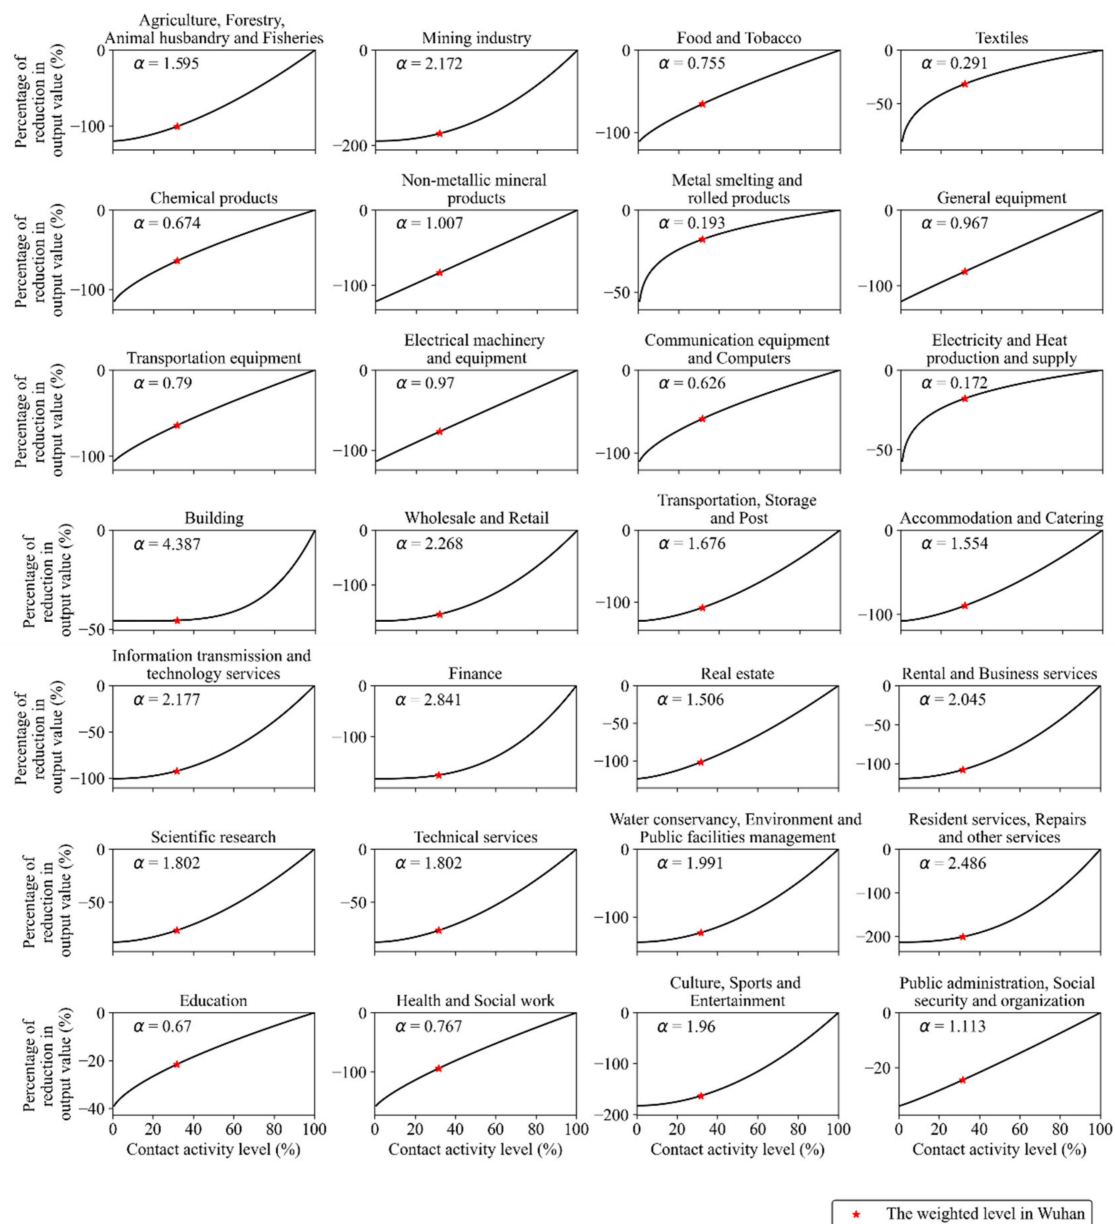 Agriculture, Forestry,
Animal husbandry and Fisheries
Mining industry
Food and Tobacco
Textiles
Percentage of
reduction in
output value (%)
0
−100
α = 1.595
0
−200
α = 2.172
0
−100
α = 0.755
0
−50
α = 0.291
Chemical products
Non-metallic mineral
products
Metal smelting and
rolled products
General equipment
Percentage of
reduction in
output value (%)
0
−100
α = 0.674
0
−100
α = 1.007
0
−50
α = 0.193
0
−100
α = 0.967
Transportation equipment
Electrical machinery
and equipment
Communication equipment
and Computers
Electricity and Heat
production and supply
Percentage of
reduction in
output value (%)
0
−100
α = 0.79
0
−100
α = 0.97
0
−100
α = 0.626
0
−50
α = 0.172
Building
Wholesale and Retail
Transportation, Storage
and Post
Accommodation and Catering
Percentage of
reduction in
output value (%)
0
−50
α = 4.387
0
−100
α = 2.268
0
−100
α = 1.676
0
−100
α = 1.554
Information transmission and
technology services
Finance
Real estate
Rental and Business services
Percentage of
reduction in
output value (%)
0
−50
−100
α = 2.177
0
−100
α = 2.841
0
−50
−100
α = 1.506
0
−50
−100
α = 2.045
Scientific research
Technical services
Water conservancy, Environment and
Public facilities management
Resident services, Repairs
and other services
Percentage of
reduction in
output value (%)
0
−50
α = 1.802
0
−50
α = 1.802
0
−100
α = 1.991
0
−100
−200
α = 2.486
Education
Health and Social work
Culture, Sports and
Entertainment
Public administration, Social
security and organization
Percentage of
reduction in
output value (%)
0
−20
−40
α = 0.67
0
−100
α = 0.767
0
−100
−200
α = 1.96
0
−20
α = 1.113
0 20 40 60 80 100
Contact activity level (%)
0 20 40 60 80 100
Contact activity level (%)
0 20 40 60 80 100
Contact activity level (%)
0 20 40 60 80 100
Contact activity level (%)
The weighted level in Wuhan